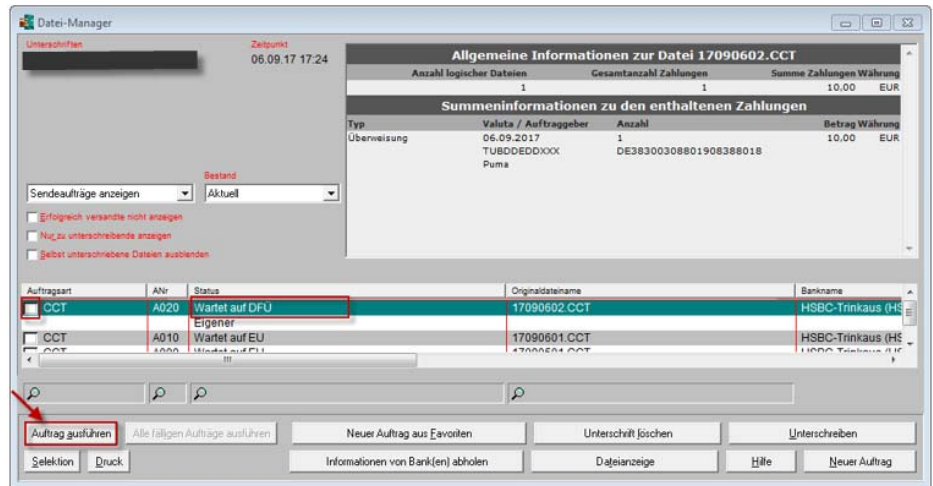 Datei-Manager
Unterschriften
Zeitpunkt
06.09.17 17:24
Allgemeine Informationen zur Datei 17090602.CCT
Anzahl logischer Dateien Gesamtanzahl Zahlungen Summe Zahlungen Währung
1 1 10,00 EUR
Summeninformationen zu den enthaltenen Zahlungen
Typ Valuta / Auftraggeber Anzahl Betrag Währung
Überweisung 06.09.2017 1 10,00 EUR
TUBDDEDDXXX DE38300308801908388018
Puma
Bestand
Sendeaufträge anzeigen Aktuell
Erfolgreich versandte nicht anzeigen
Nur zu unterschreibende anzeigen
Selbst unterschriebene Dateien ausblenden
Auftragsart ANr Status Originaldateiname Bankname
CCT A020 Wartet auf DFÜ 17090602.CCT HSBC-Trinkaus (HS
Eigener
CCT A010 Wartet auf EU 17090601.CCT HSBC-Trinkaus (HS
Auftrag ausführen Alle fälligen Aufträge ausführen Neuer Auftrag aus Favoriten Unterschrift löschen Unterschreiben
Selektion Druck Informationen von Bank(en) abholen Dateianzeige Hilfe Neuer Auftrag